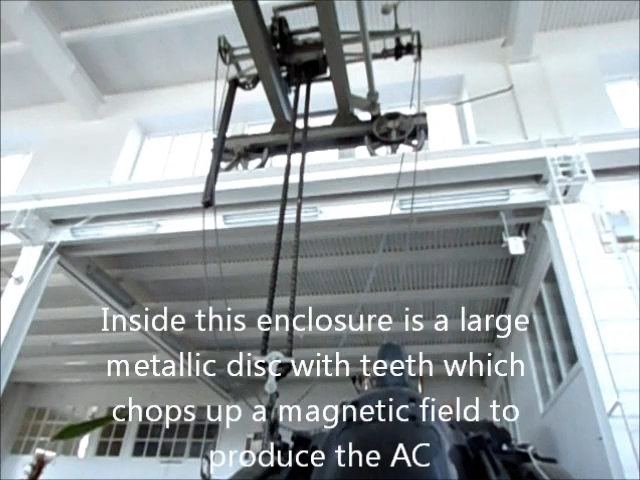 Inside this enclosure is a large
metallic disc with teeth which
chops up a magnetic field to
produce the AC